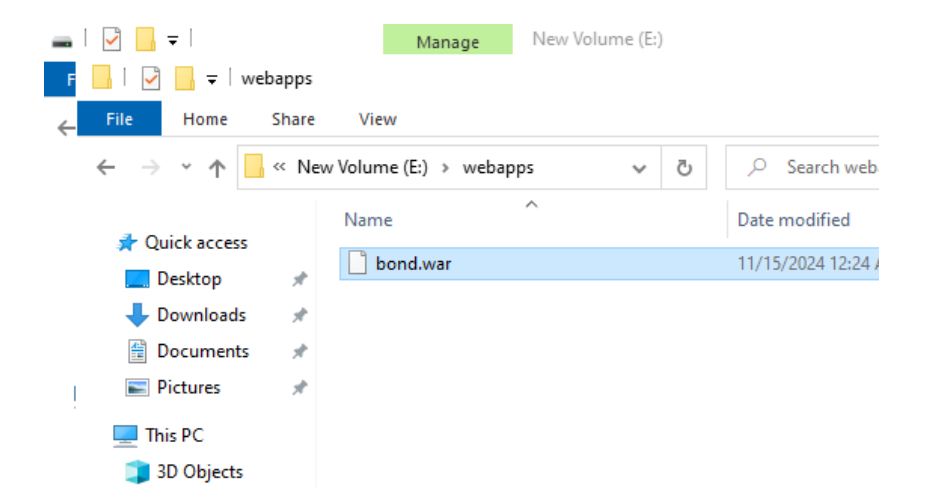 Manage New Volume (E:)
F webapps
File Home Share View
« New Volume (E:) › webapps Search web
Name Date modified
Quick access
bond.war 11/15/2024 12:24 A
Desktop
Downloads
Documents
Pictures
This PC
3D Objects